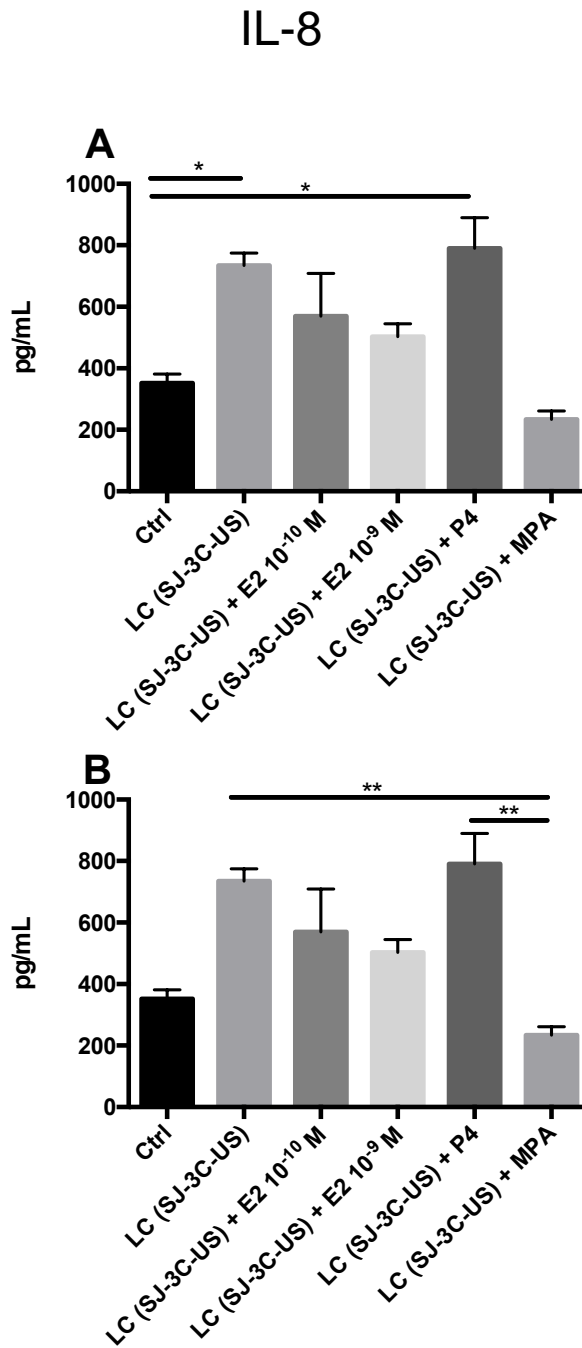 IL-8
A
*
*
1000
800
600
400
200
0
pg/mL
Ctrl
LC (SJ-3C-US)
LC (SJ-3C-US) + E2 10⁻¹⁰ M
LC (SJ-3C-US) + E2 10⁻⁹ M
LC (SJ-3C-US) + P4
LC (SJ-3C-US) + MPA
B
**
**
1000
800
600
400
200
0
pg/mL
Ctrl
LC (SJ-3C-US)
LC (SJ-3C-US) + E2 10⁻¹⁰ M
LC (SJ-3C-US) + E2 10⁻⁹ M
LC (SJ-3C-US) + P4
LC (SJ-3C-US) + MPA